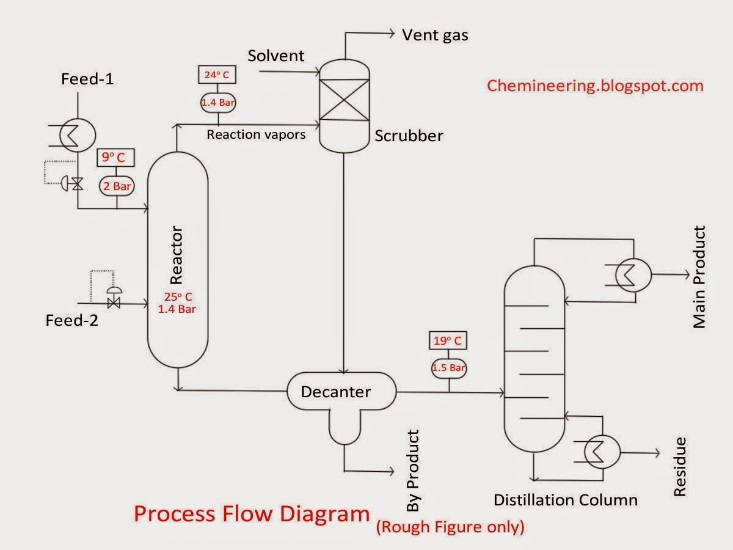 Vent gas
Solvent
24° C
1.4 Bar
Feed-1
Chemineering.blogspot.com
Reaction vapors
Scrubber
9° C
2 Bar
Reactor
25° C
1.4 Bar
Feed-2
Main Product
19° C
1.5 Bar
Decanter
By Product
Residue
Distillation Column
Process Flow Diagram (Rough Figure only)